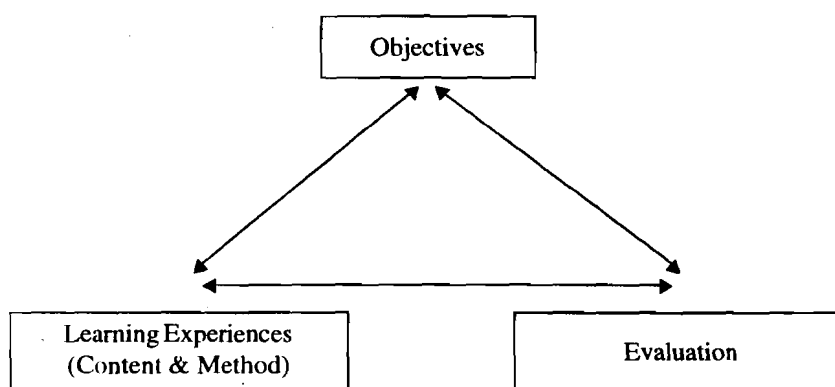 Objectives
Learning Experiences
(Content & Method)
Evaluation